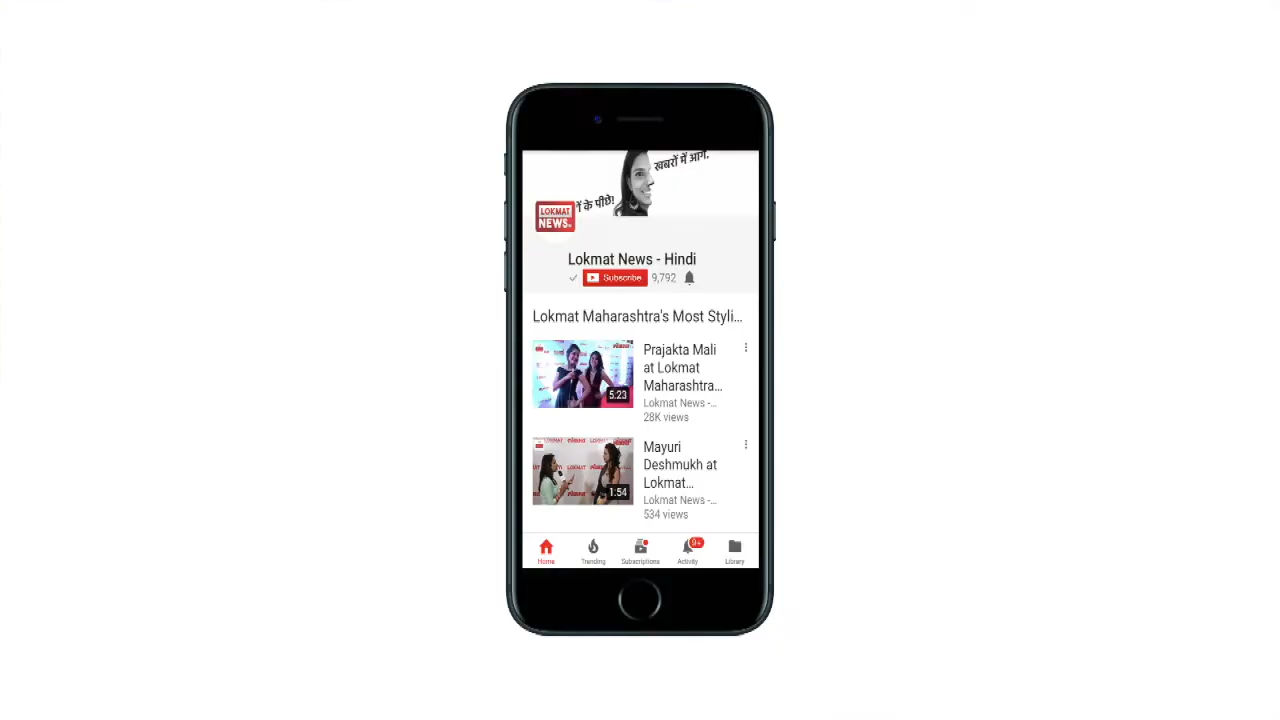 खबरों में आगे,
ों के पीछे!
LOKMAT
NEWS
Lokmat News - Hindi
Subscribe 9,792
Lokmat Maharashtra's Most Styli...
Prajakta Mali
at Lokmat
Maharashtra...
Lokmat News -...
28K views
5:23
Mayuri
Deshmukh at
Lokmat...
Lokmat News -...
534 views
1:54
LOKMAT
9+
Home Trending Subscriptions Activity Library